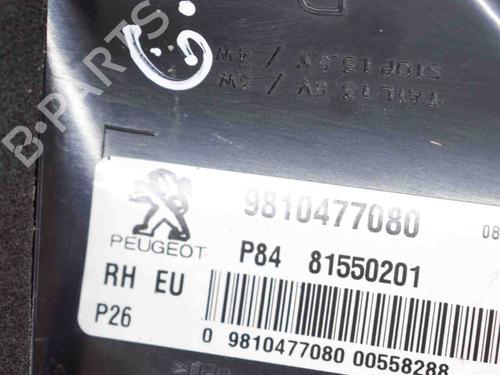 STOP 13.5V / 4W
TAIL 13.5V / 3W
B-PARTS
9810477080
08
PEUGEOT
P84 81550201
RH EU
P26
0 9810477080 00558288